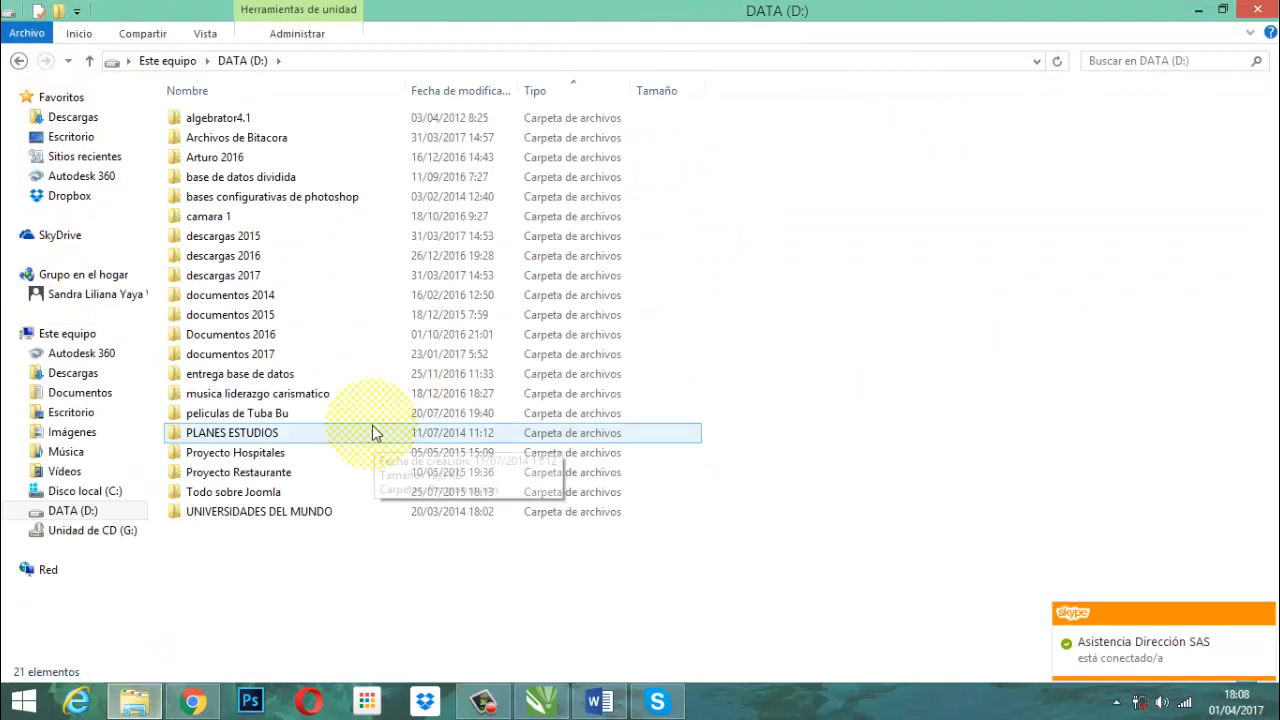 Herramientas de unidad
DATA (D:)
Archivo Inicio Compartir Vista Administrar
Este equipo DATA (D:)
Buscar en DATA (D:)
Nombre Fecha de modifica... Tipo Tamaño
Favoritos
Descargas
Escritorio
Sitios recientes
Autodesk 360
Dropbox
SkyDrive
Grupo en el hogar
Sandra Liliana Yaya
Este equipo
Autodesk 360
Descargas
Documentos
Escritorio
Imágenes
Música
Vídeos
Disco local (C:)
DATA (D:)
Unidad de CD (G:)
Red
algebrator4.1 03/04/2012 8:25 Carpeta de archivos
Archivos de Bitacora 31/03/2017 14:57 Carpeta de archivos
Arturo 2016 16/12/2016 14:43 Carpeta de archivos
base de datos dividida 11/09/2016 7:27 Carpeta de archivos
bases configurativas de photoshop 03/02/2014 12:40 Carpeta de archivos
camara 1 18/10/2016 9:27 Carpeta de archivos
descargas 2015 31/03/2017 14:53 Carpeta de archivos
descargas 2016 26/12/2016 19:28 Carpeta de archivos
descargas 2017 31/03/2017 14:53 Carpeta de archivos
documentos 2014 16/02/2016 12:50 Carpeta de archivos
documentos 2015 18/12/2015 7:59 Carpeta de archivos
Documentos 2016 01/10/2016 21:01 Carpeta de archivos
documentos 2017 23/01/2017 5:52 Carpeta de archivos
entrega base de datos 25/11/2016 11:33 Carpeta de archivos
musica liderazgo carismatico 18/12/2016 18:27 Carpeta de archivos
peliculas de Tuba Bu 20/07/2016 19:40 Carpeta de archivos
PLANES ESTUDIOS 11/07/2014 11:12 Carpeta de archivos
Proyecto Hospitales 05/05/2015 15:09 Carpeta de archivos
Fecha de creación: 11/07/2014 11:12
Proyecto Restaurante 10/05/2015 19:36 Carpeta de archivos
Todo sobre Joomla 25/07/2015 18:13 Carpeta de archivos
UNIVERSIDADES DEL MUNDO 20/03/2014 18:02 Carpeta de archivos
skype
Asistencia Dirección SAS
está conectado/a
21 elementos
Ps
18:08
01/04/2017